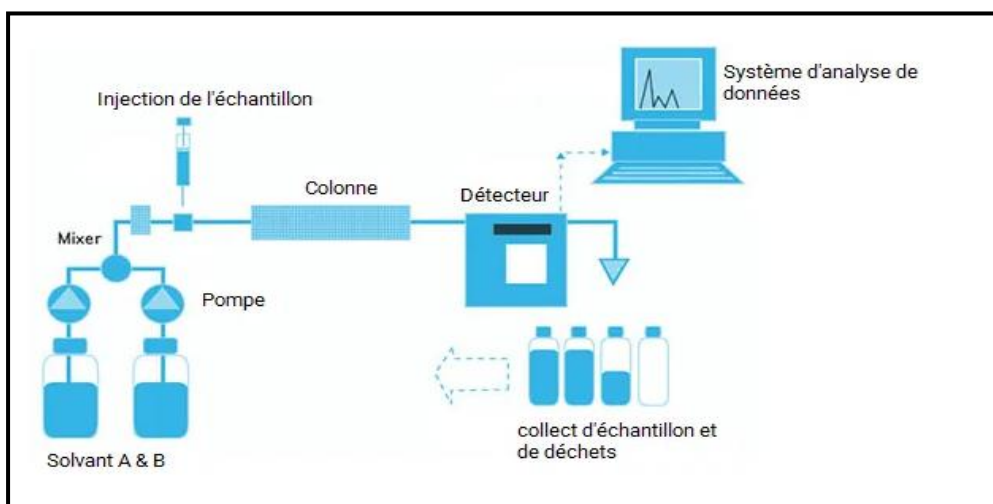 Système d'analyse de
données
Injection de l'échantillon
Colonne
Détecteur
Mixer
Pompe
Solvant A & B
collect d'échantillon et
de déchets